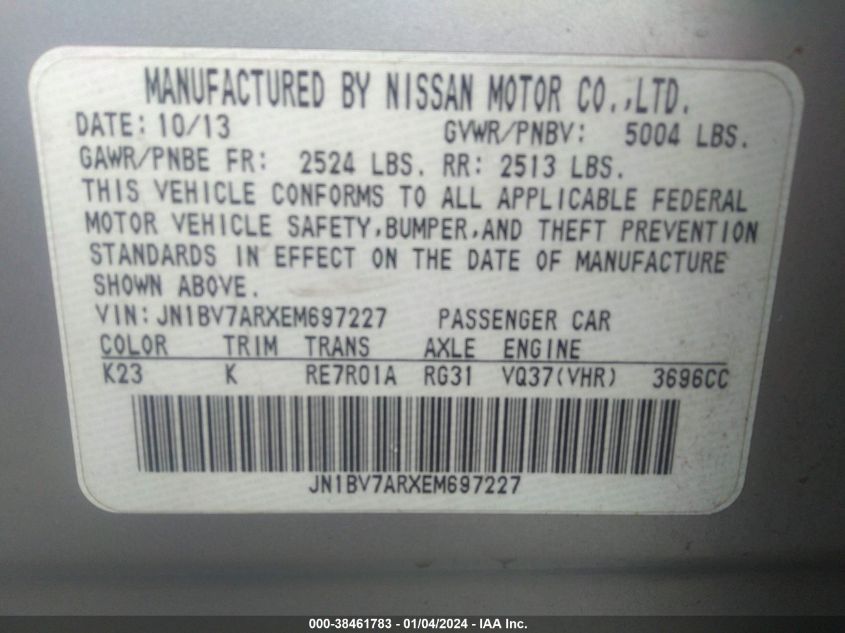 MANUFACTURED BY NISSAN MOTOR CO.,LTD.
DATE: 10/13 GVWR/PNBV: 5004 LBS.
GAWR/PNBE FR: 2524 LBS. RR: 2513 LBS.
THIS VEHICLE CONFORMS TO ALL APPLICABLE FEDERAL
MOTOR VEHICLE SAFETY,BUMPER,AND THEFT PREVENTION
STANDARDS IN EFFECT ON THE DATE OF MANUFACTURE
SHOWN ABOVE.
VIN:JN1BV7ARXEM697227 PASSENGER CAR
COLOR TRIM TRANS AXLE ENGINE
K23 K RE7R01A RG31 VQ37(VHR) 3696CC
JN1BV7ARXEM697227
000-38461783 - 01/04/2024 - IAA Inc.